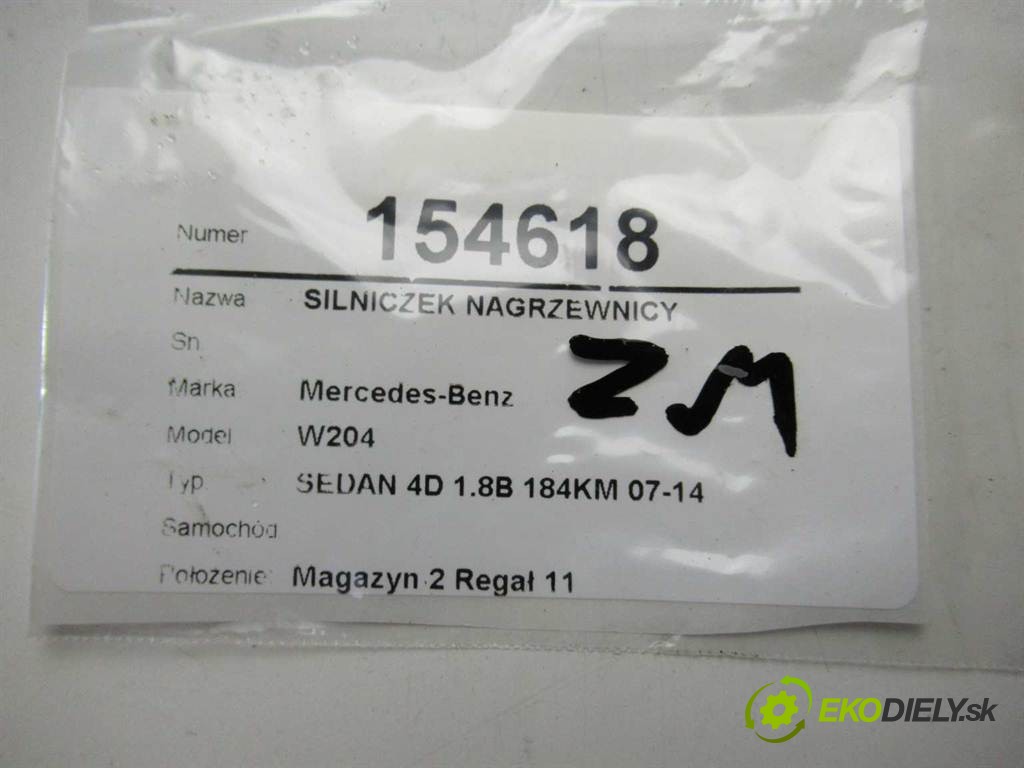 Numer 154618
Nazwa SILNICZEK NAGRZEWNICY
Sn
Marka Mercedes-Benz
ZM
Model W204
Typ SEDAN 4D 1.8B 184KM 07-14
Samochód
Położenie: Magazyn 2 Regał 11
EKODIELY.sk